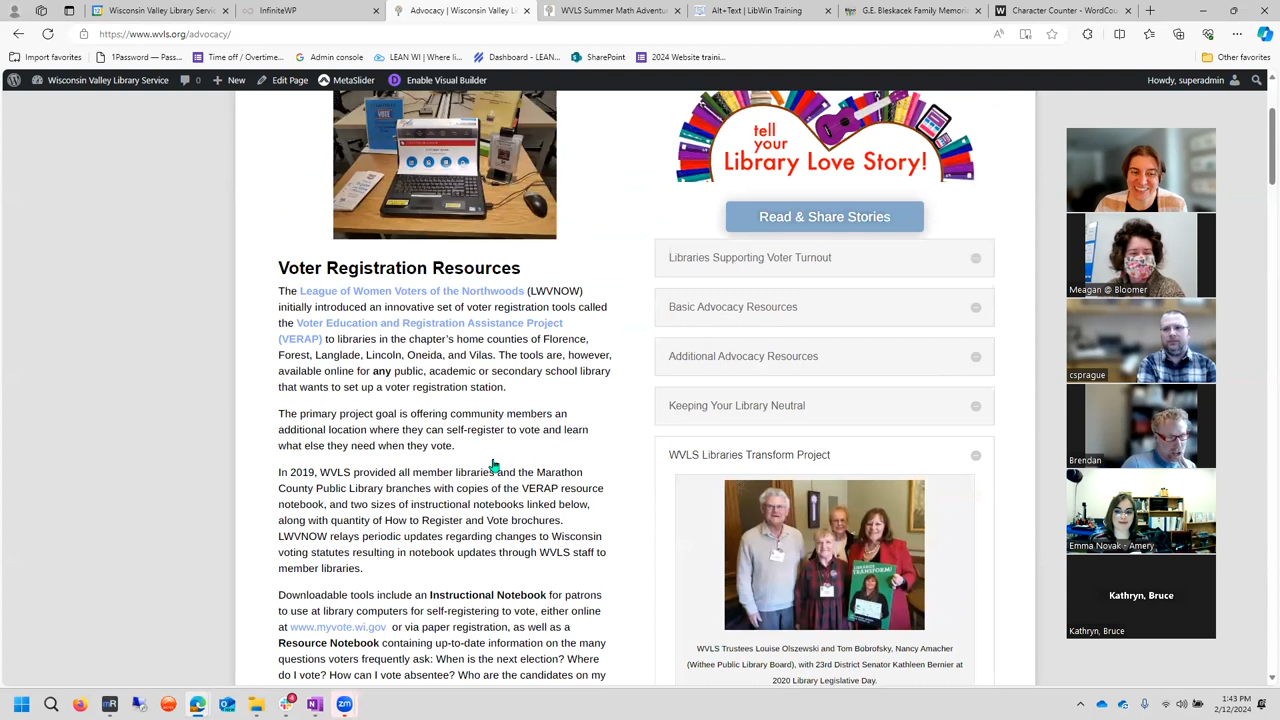 Wisconsin Valley Library Servic
InfiniteWP
Advocacy | Wisconsin Valley Li
WVLS Summer Math Adventu
Alt+Text | LibWin Training
G.E. Bleskacek Family Memori
Character Counter - WordCou
https://www.wvls.org/advocacy/
Import favorites
1Password — Pass...
Time off / Overtime...
Admin console
LEAN WI | Where li...
Dashboard - LEAN...
SharePoint
2024 Website traini...
Other favorites
Wisconsin Valley Library Service
0
New
Edit Page
MetaSlider
Enable Visual Builder
Howdy, superadmin
VOTE
tell
your
Library Love Story!
Read & Share Stories
Voter Registration Resources
The League of Women Voters of the Northwoods (LWVNOW)
initially introduced an innovative set of voter registration tools called
the Voter Education and Registration Assistance Project
(VERAP) to libraries in the chapter's home counties of Florence,
Forest, Langlade, Lincoln, Oneida, and Vilas. The tools are, however,
available online for any public, academic or secondary school library
that wants to set up a voter registration station.
The primary project goal is offering community members an
additional location where they can self-register to vote and learn
what else they need when they vote.
In 2019, WVLS provided all member libraries and the Marathon
County Public Library branches with copies of the VERAP resource
notebook, and two sizes of instructional notebooks linked below,
along with quantity of How to Register and Vote brochures.
LWVNOW relays periodic updates regarding changes to Wisconsin
voting statutes resulting in notebook updates through WVLS staff to
member libraries.
Downloadable tools include an Instructional Notebook for patrons
to use at library computers for self-registering to vote, either online
at www.myvote.wi.gov or via paper registration, as well as a
Resource Notebook containing up-to-date information on the many
questions voters frequently ask: When is the next election? Where
do I vote? How can I vote absentee? Who are the candidates on my
Libraries Supporting Voter Turnout
Basic Advocacy Resources
Additional Advocacy Resources
Keeping Your Library Neutral
WVLS Libraries Transform Project
LIBRARIES
TRANSFORM!
WVLS Trustees Louise Olszewski and Tom Bobrofsky, Nancy Amacher
(Withee Public Library Board), with 23rd District Senator Kathleen Bernier at
2020 Library Legislative Day.
Meagan @ Bloomer
csprague
Brendan
Emma Novak - Amery
Kathryn, Bruce
Kathryn, Bruce
1:43 PM
2/12/2024